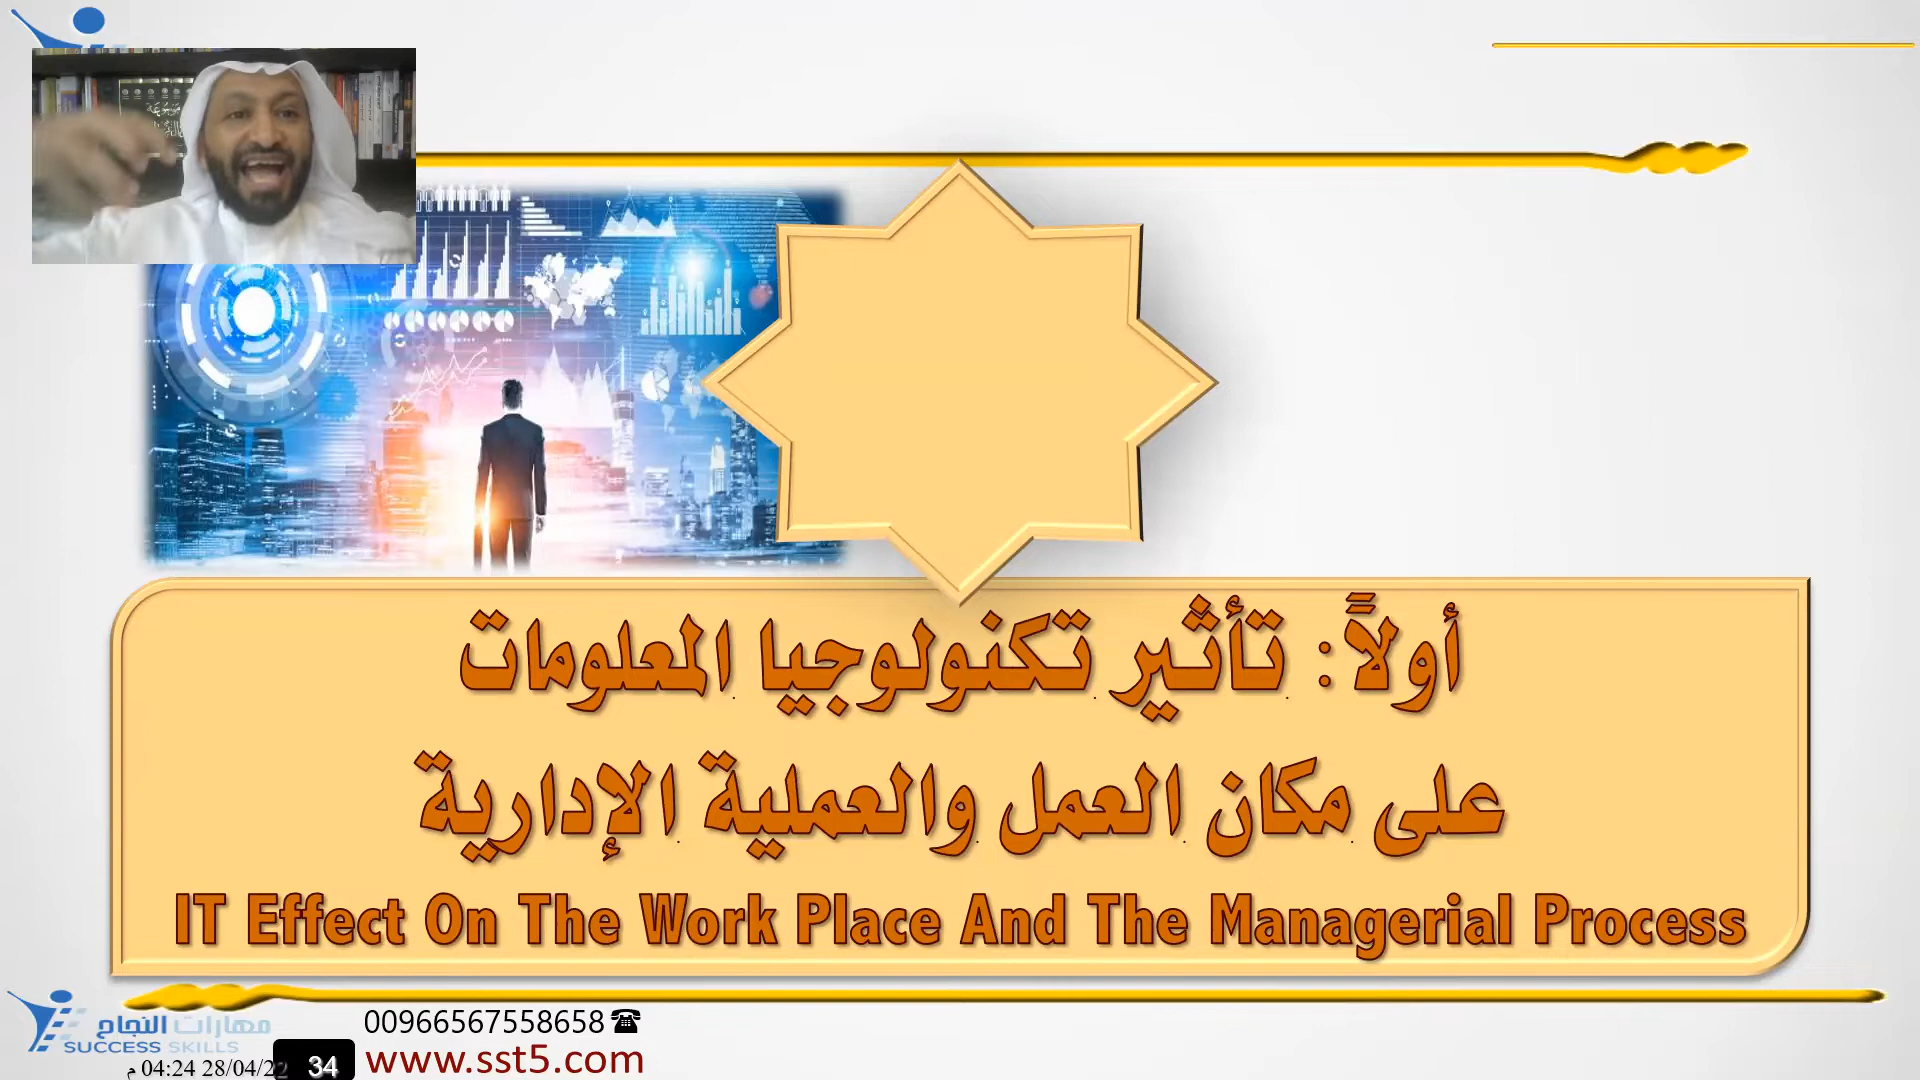 أولاً: تأثير تكنولوجيا المعلومات
على مكان العمل والعملية الإدارية
IT Effect On The Work Place And The Managerial Process
مهارات النجاح
SUCCESS SKILLS
00966567558658
www.sst5.com
04:24 28/04/22 م
34